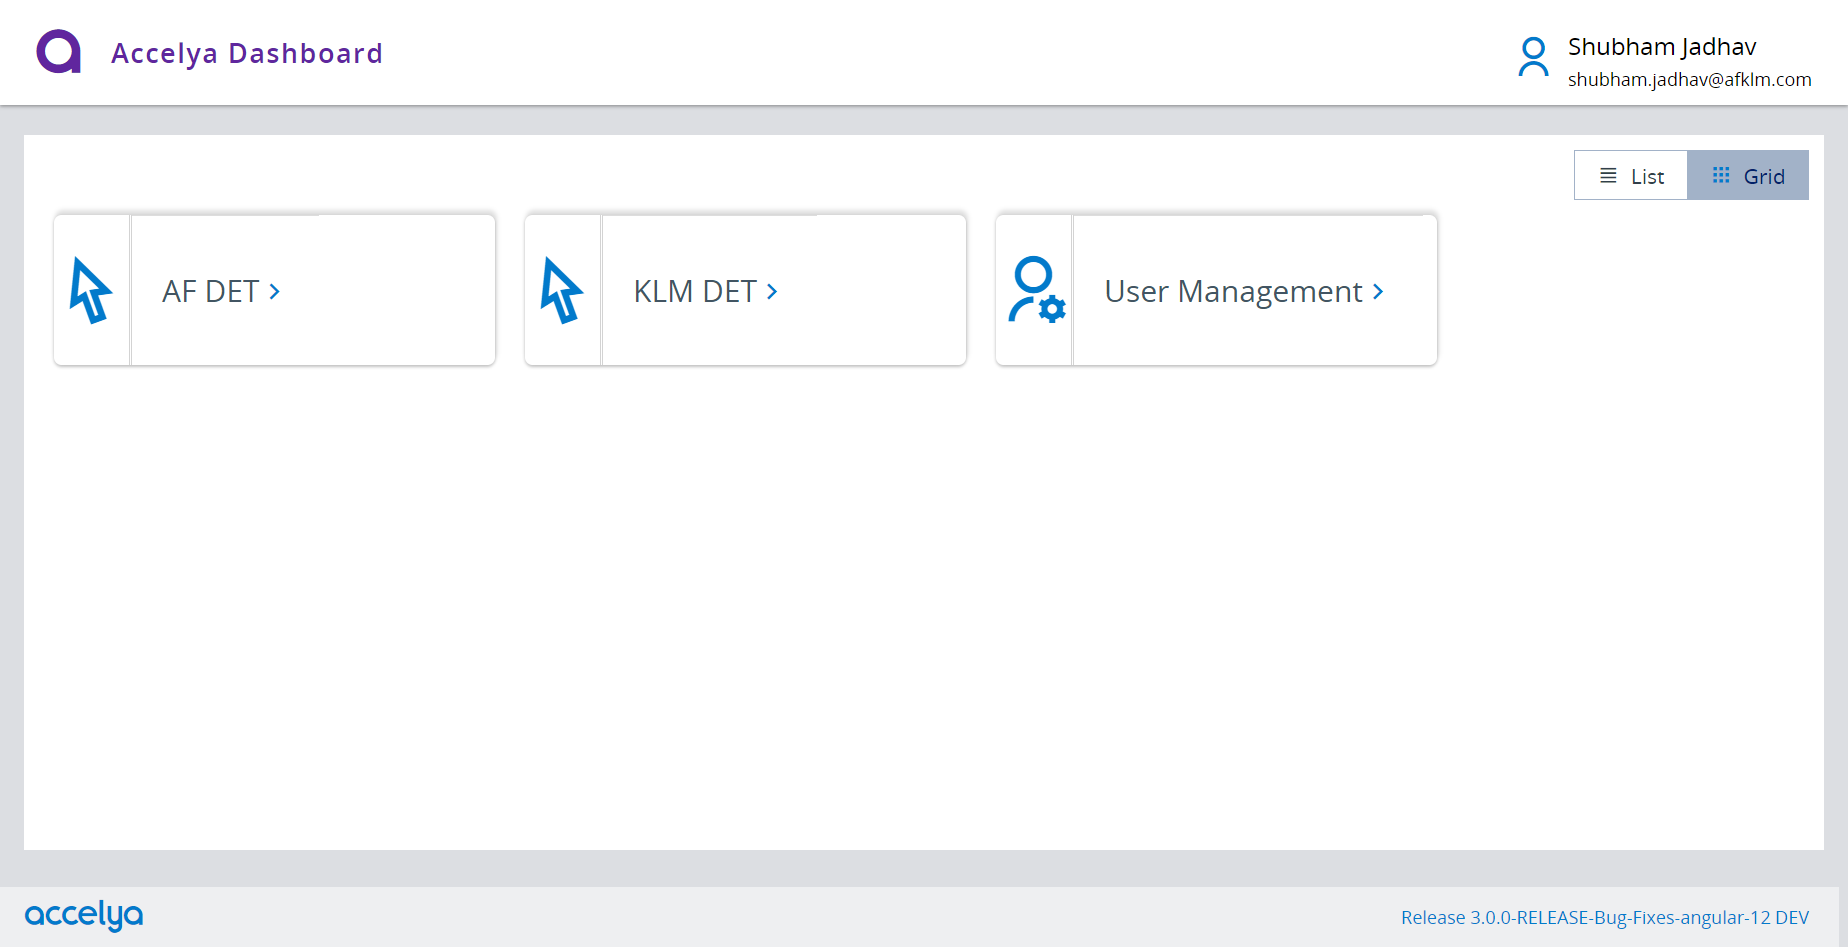 Accelya Dashboard
Shubham Jadhav
shubham.jadhav@afklm.com
List
Grid
AF DET
KLM DET
User Management
accelya
Release 3.0.0-RELEASE-Bug-Fixes-angular-12 DEV